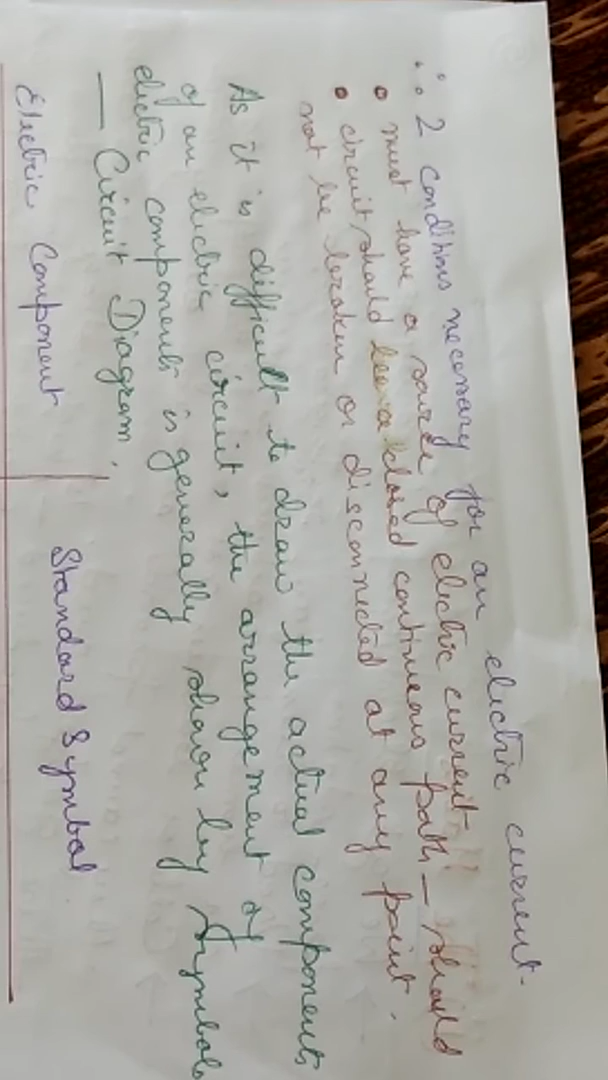 ∴ 2 conditions necessary for an electric current.
• must have a source of electric current.
• circuit should be a closed continuous path – should
not be broken or disconnected at any point.
As it is difficult to draw the actual components
of an electric circuit, the arrangement of
electric components is generally shown by Symbols
— Circuit Diagram.
Electric Component Standard Symbol